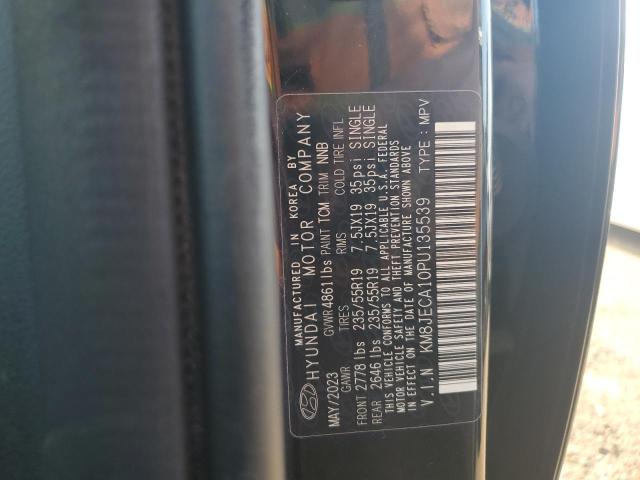 MANUFACTURED IN KOREA BY
HYUNDAI MOTOR COMPANY
MAY/2023 GVWR 4861lbs PAINT TCM TRIM NNB
GAWR TIRES RIMS COLD TIRE INFL
FRONT 2778 lbs 235/55R19 7.5JX19 35psi SINGLE
REAR 2646 lbs 235/55R19 7.5JX19 35psi SINGLE
THIS VEHICLE CONFORMS TO ALL APPLICABLE U.S.A. FEDERAL
MOTOR VEHICLE SAFETY AND THEFT PREVENTION STANDARDS
IN EFFECT ON THE DATE OF MANUFACTURE SHOWN ABOVE
V.I.N KM8JECA10PU135539 TYPE : MPV